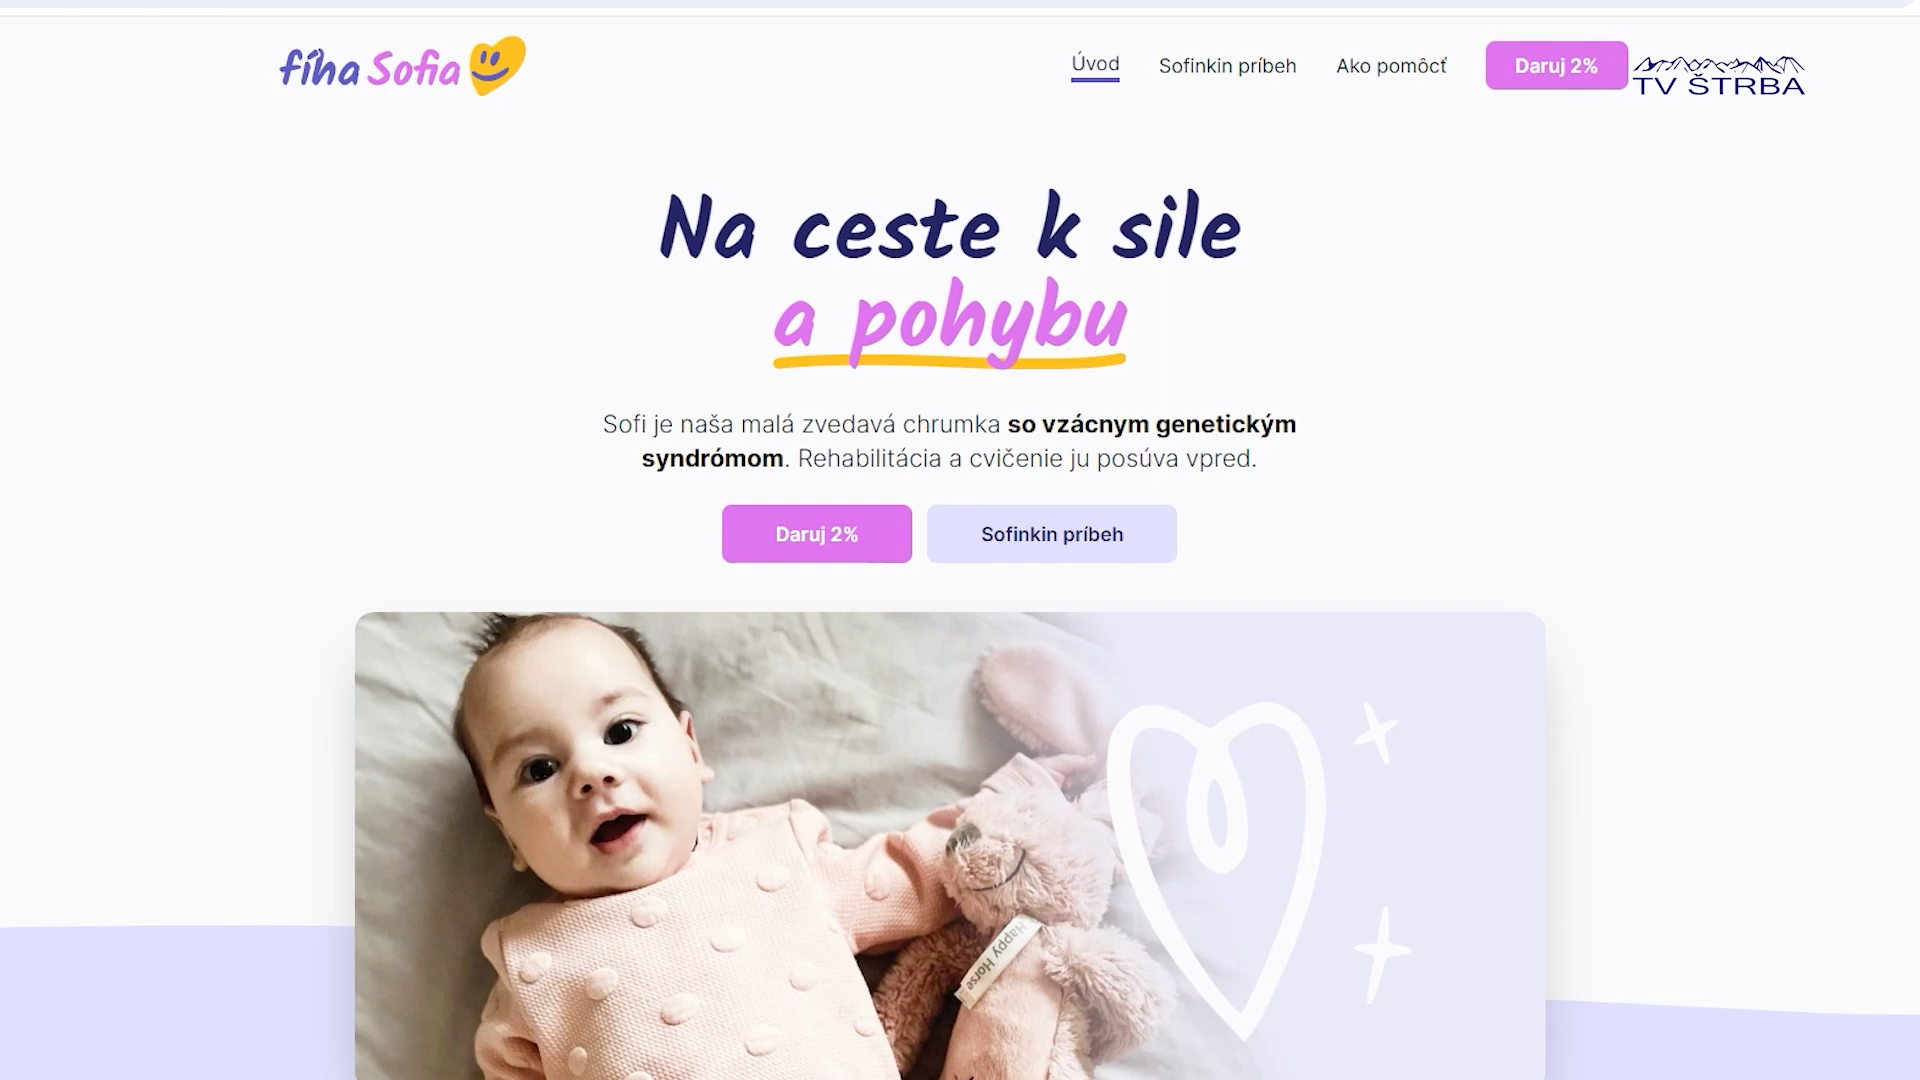 fíha Sofia
Úvod
Sofinkin príbeh
Ako pomôcť
Daruj 2%
TV ŠTRBA
Na ceste k sile
a pohybu
Sofi je naša malá zvedavá chrumka so vzácnym genetickým
syndrómom. Rehabilitácia a cvičenie ju posúva vpred.
Daruj 2%
Sofinkin príbeh
Happy Horse